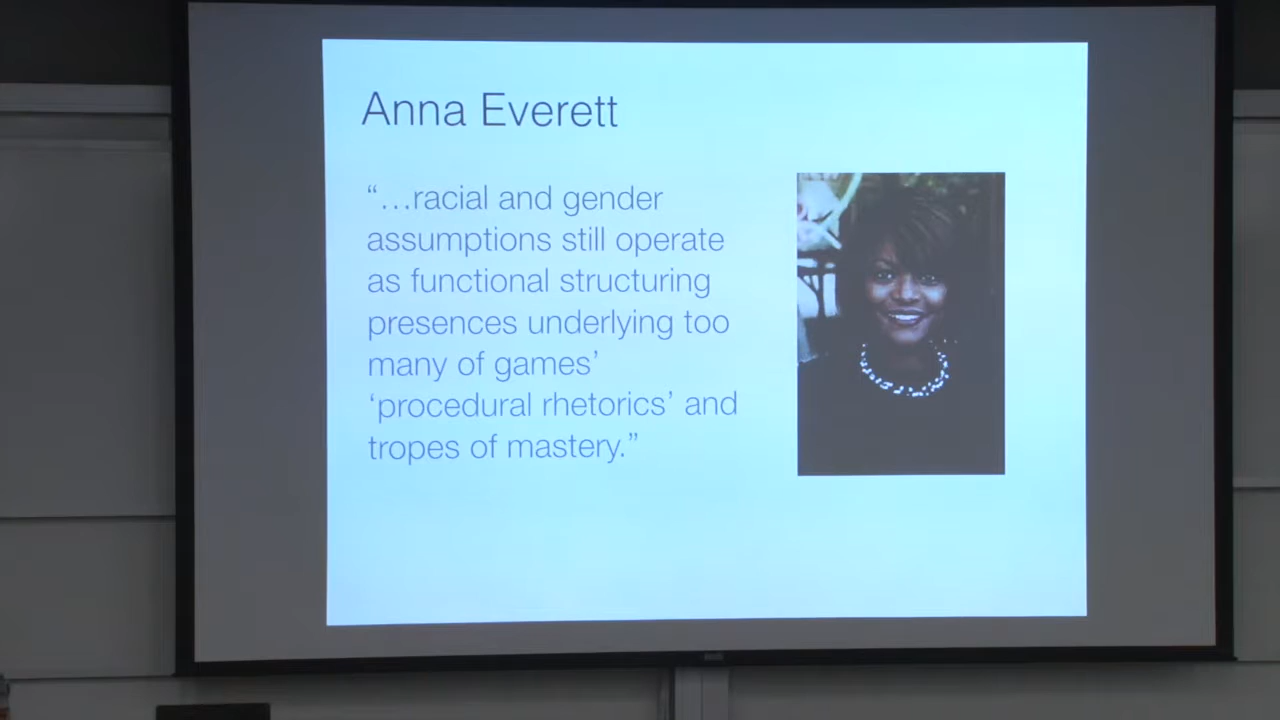 Anna Everett
“…racial and gender
assumptions still operate
as functional structuring
presences underlying too
many of games’
‘procedural rhetorics’ and
tropes of mastery.”